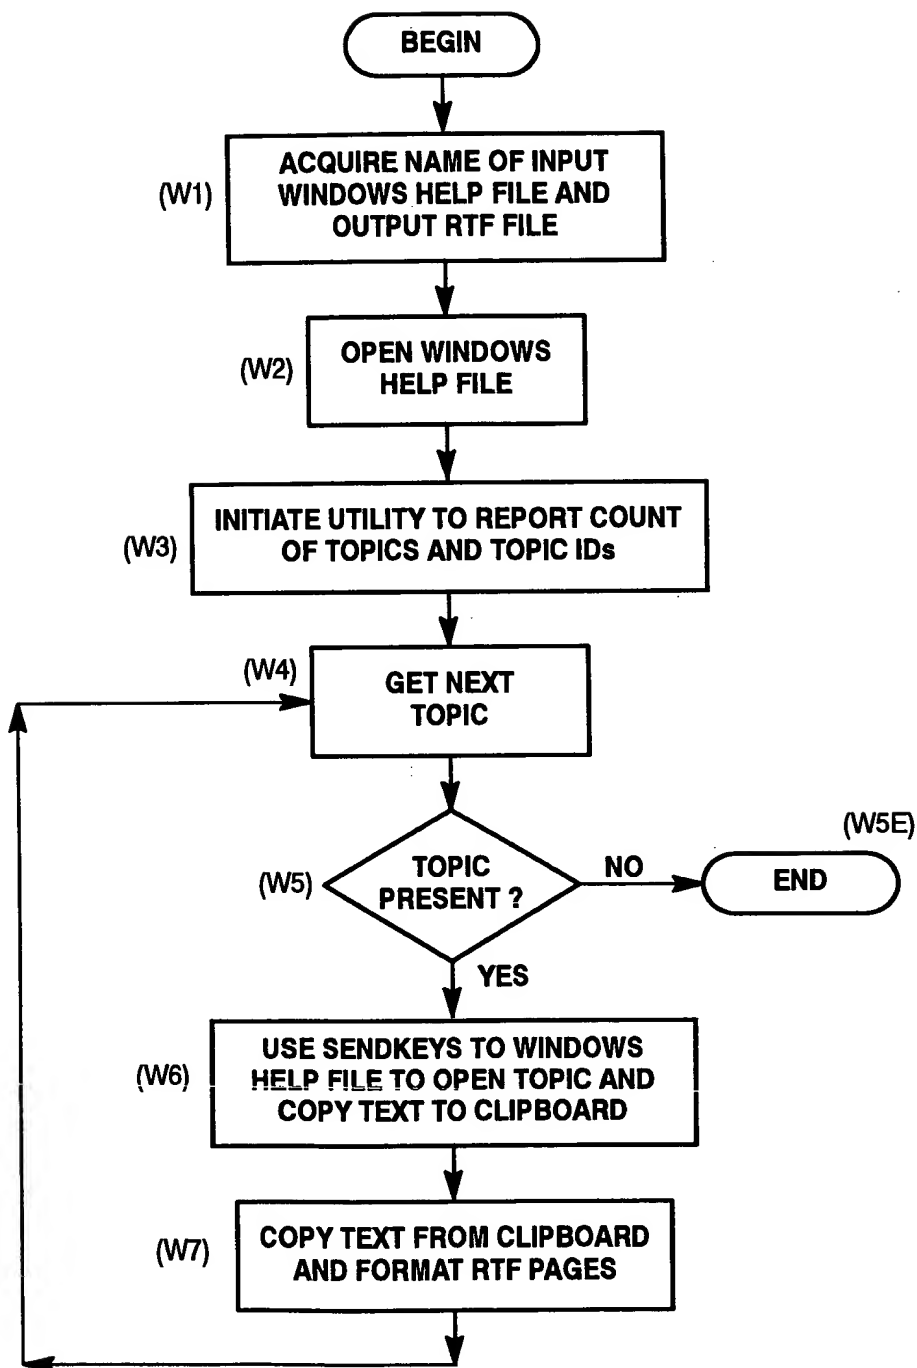 BEGIN
(W1)
ACQUIRE NAME OF INPUT
WINDOWS HELP FILE AND
OUTPUT RTF FILE
(W2)
OPEN WINDOWS
HELP FILE
(W3)
INITIATE UTILITY TO REPORT COUNT
OF TOPICS AND TOPIC IDs
(W4)
GET NEXT
TOPIC
(W5)
TOPIC
PRESENT ?
NO
(W5E)
END
YES
(W6)
USE SENDKEYS TO WINDOWS
HELP FILE TO OPEN TOPIC AND
COPY TEXT TO CLIPBOARD
(W7)
COPY TEXT FROM CLIPBOARD
AND FORMAT RTF PAGES